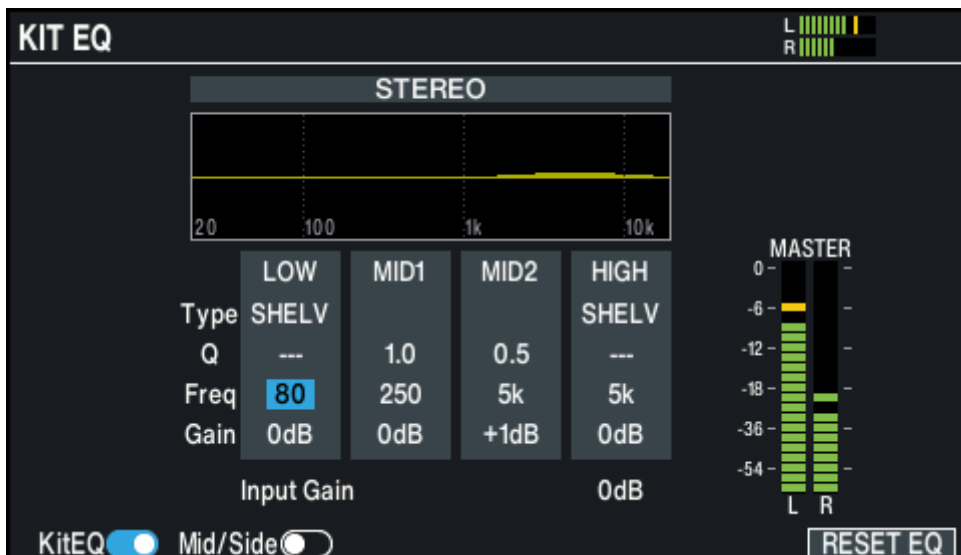 KIT EQ
L
R
STEREO
20 100 1k 10k
LOW MID1 MID2 HIGH
Type SHELV SHELV
Q --- 1.0 0.5 ---
Freq 80 250 5k 5k
Gain 0dB 0dB +1dB 0dB
Input Gain 0dB
MASTER
0
-6
-12
-18
-36
-54
L R
KitEQ Mid/Side RESET EQ